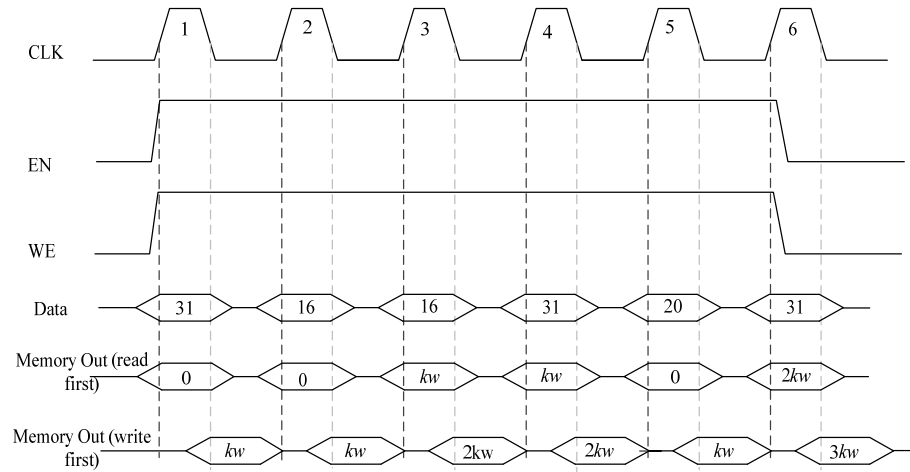 1 2 3 4 5 6
CLK
EN
WE
Data 31 16 16 31 20 31
Memory Out (read
first) 0 0 kw kw 0 2kw
Memory Out (write
first) kw kw 2kw 2kw kw 3kw